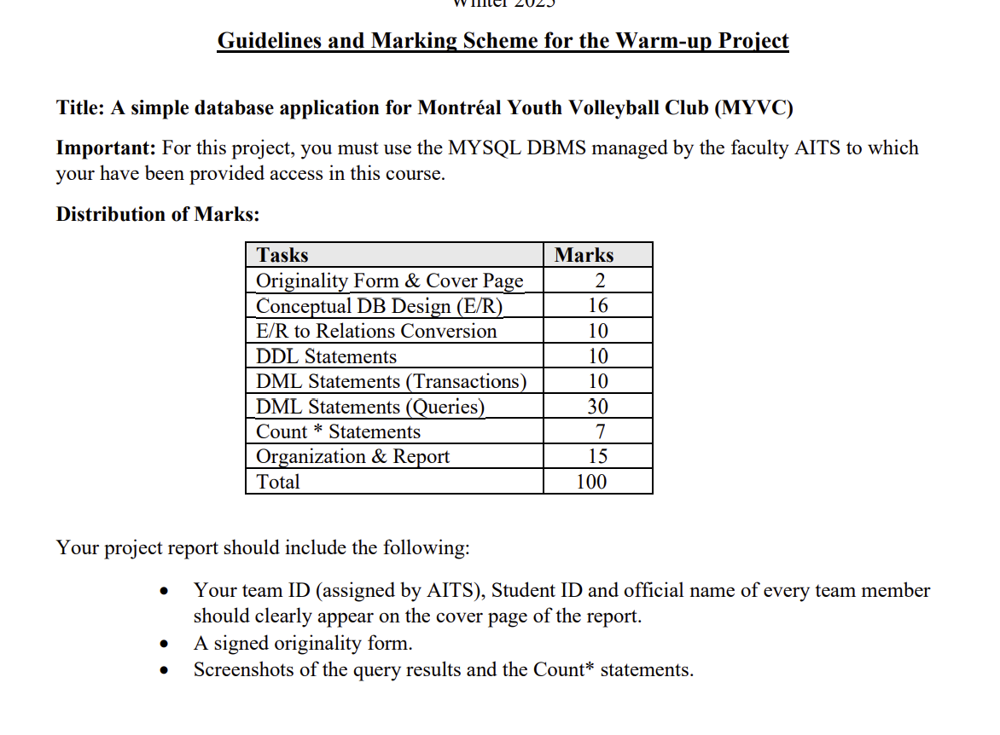 Winter 2025
Guidelines and Marking Scheme for the Warm-up Project
Title: A simple database application for Montréal Youth Volleyball Club (MYVC)
Important: For this project, you must use the MYSQL DBMS managed by the faculty AITS to which
your have been provided access in this course.
Distribution of Marks:
Tasks Marks
Originality Form & Cover Page 2
Conceptual DB Design (E/R) 16
E/R to Relations Conversion 10
DDL Statements 10
DML Statements (Transactions) 10
DML Statements (Queries) 30
Count * Statements 7
Organization & Report 15
Total 100
Your project report should include the following:
• Your team ID (assigned by AITS), Student ID and official name of every team member
should clearly appear on the cover page of the report.
• A signed originality form.
• Screenshots of the query results and the Count* statements.